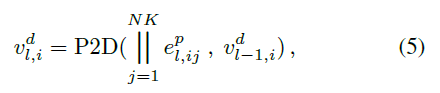 v^d_{l,i} = P2D( ‖_{j=1}^{NK} e^p_{l,ij} , v^d_{l−1,i} ) , (5)